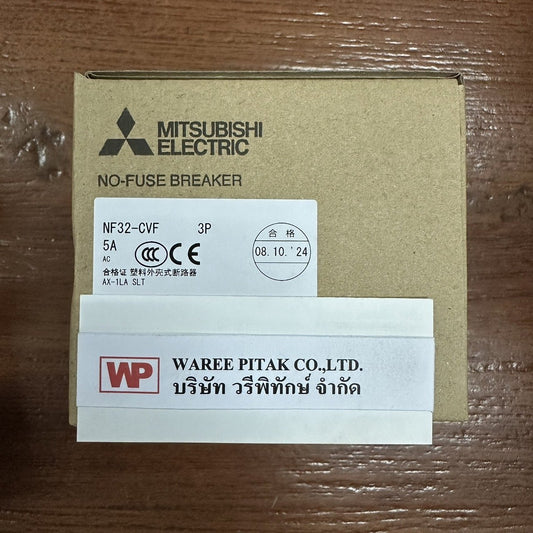 MITSUBISHI
ELECTRIC
NO-FUSE BREAKER
NF32-CVF 3P
5A
AC
CCC CE
合格证 塑料外壳式断路器
AX-1LA SLT
合格
08.10.'24
WP
WAREE PITAK CO.,LTD.
บริษัท วรีพิทักษ์ จำกัด